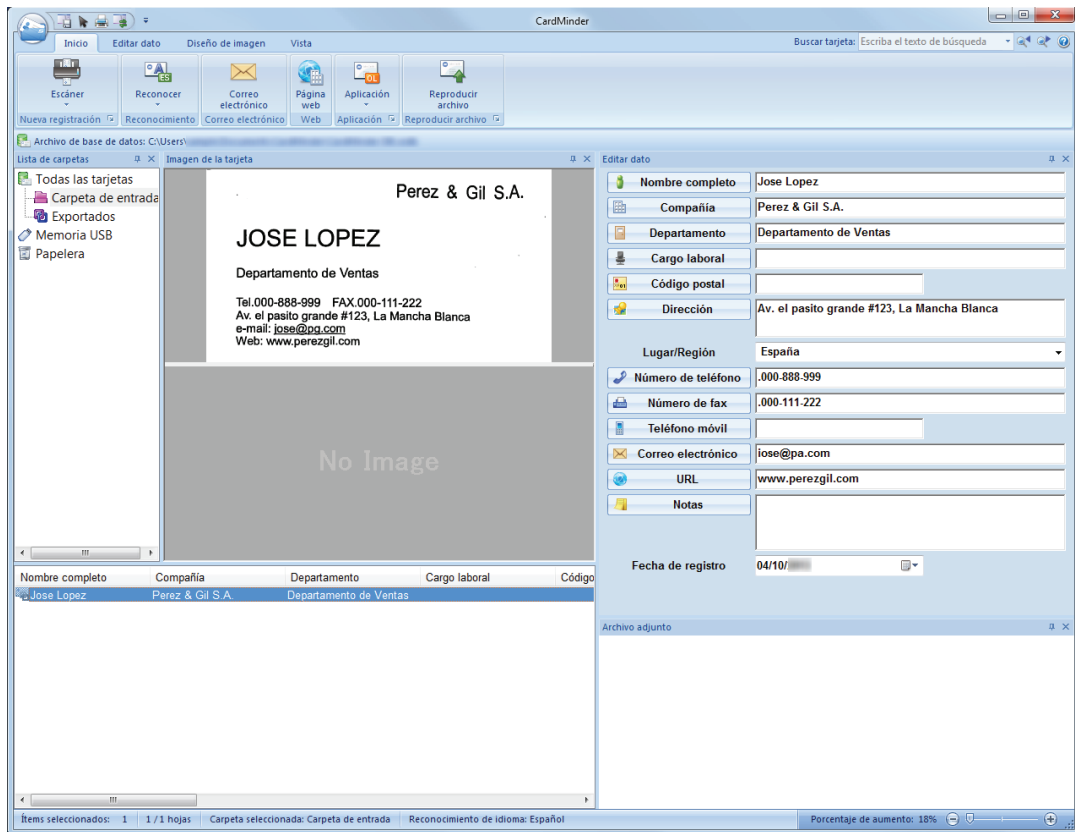 CardMinder
Inicio Editar dato Diseño de imagen Vista
Buscar tarjeta: Escriba el texto de búsqueda
Escáner
Reconocer
Correo electrónico
Página web
Aplicación
Reproducir archivo
Nueva registración Reconocimiento Correo electrónico Web Aplicación Reproducir archivo
Archivo de base de datos: C:\Users\
Lista de carpetas
Todas las tarjetas
Carpeta de entrada
Exportados
Memoria USB
Papelera
Imagen de la tarjeta
Perez & Gil S.A.
JOSE LOPEZ
Departamento de Ventas
Tel.000-888-999 FAX.000-111-222
Av. el pasito grande #123, La Mancha Blanca
e-mail: jose@pg.com
Web: www.perezgil.com
No Image
Editar dato
Nombre completo Jose Lopez
Compañía Perez & Gil S.A.
Departamento Departamento de Ventas
Cargo laboral
Código postal
Dirección Av. el pasito grande #123, La Mancha Blanca
Lugar/Región España
Número de teléfono .000-888-999
Número de fax .000-111-222
Teléfono móvil
Correo electrónico iose@pa.com
URL www.perezgil.com
Notas
Fecha de registro 04/10/
Nombre completo Compañía Departamento Cargo laboral Código
Jose Lopez Perez & Gil S.A. Departamento de Ventas
Archivo adjunto
Ítems seleccionados: 1 1 / 1 hojas Carpeta seleccionada: Carpeta de entrada Reconocimiento de idioma: Español Porcentaje de aumento: 18%